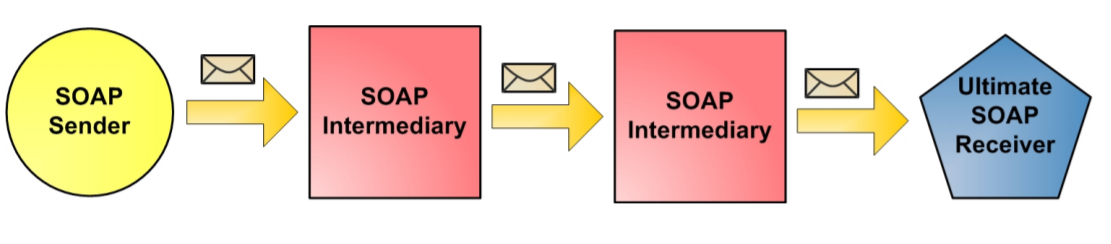 SOAP
Sender
SOAP
Intermediary
SOAP
Intermediary
Ultimate
SOAP
Receiver